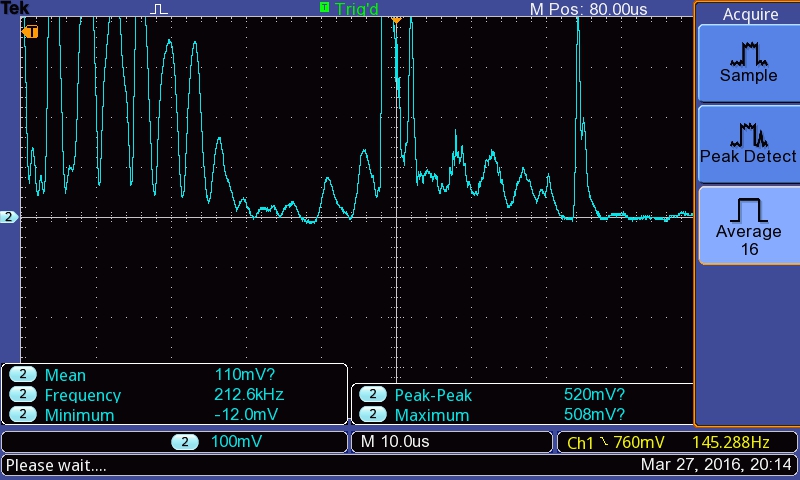 Tek
T Trig'd
M Pos: 80.00us
Acquire
T
Sample
Peak Detect
2
Average
16
2 Mean 110mV?
2 Frequency 212.6kHz
2 Minimum -12.0mV
2 Peak-Peak 520mV?
2 Maximum 508mV?
2 100mV
M 10.0us
Ch1 760mV 145.288Hz
Please wait....
Mar 27, 2016, 20:14